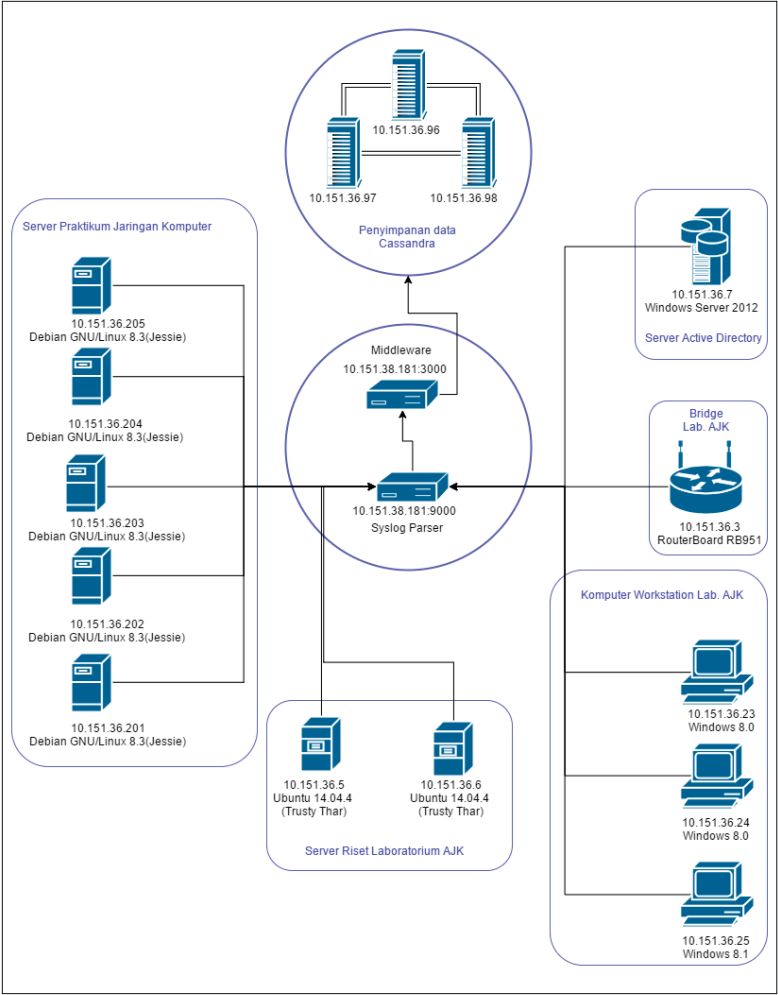 10.151.36.96
10.151.36.97
10.151.36.98
Penyimpanan data
Cassandra
Server Praktikum Jaringan Komputer
10.151.36.205
Debian GNU/Linux 8.3(Jessie)
10.151.36.204
Debian GNU/Linux 8.3(Jessie)
10.151.36.203
Debian GNU/Linux 8.3(Jessie)
10.151.36.202
Debian GNU/Linux 8.3(Jessie)
10.151.36.201
Debian GNU/Linux 8.3(Jessie)
Middleware
10.151.38.181:3000
10.151.38.181:9000
Syslog Parser
10.151.36.5
Ubuntu 14.04.4
(Trusty Thar)
10.151.36.6
Ubuntu 14.04.4
(Trusty Thar)
Server Riset Laboratorium AJK
10.151.36.7
Windows Server 2012
Server Active Directory
Bridge
Lab. AJK
10.151.36.3
RouterBoard RB951
Komputer Workstation Lab. AJK
10.151.36.23
Windows 8.0
10.151.36.24
Windows 8.0
10.151.36.25
Windows 8.1